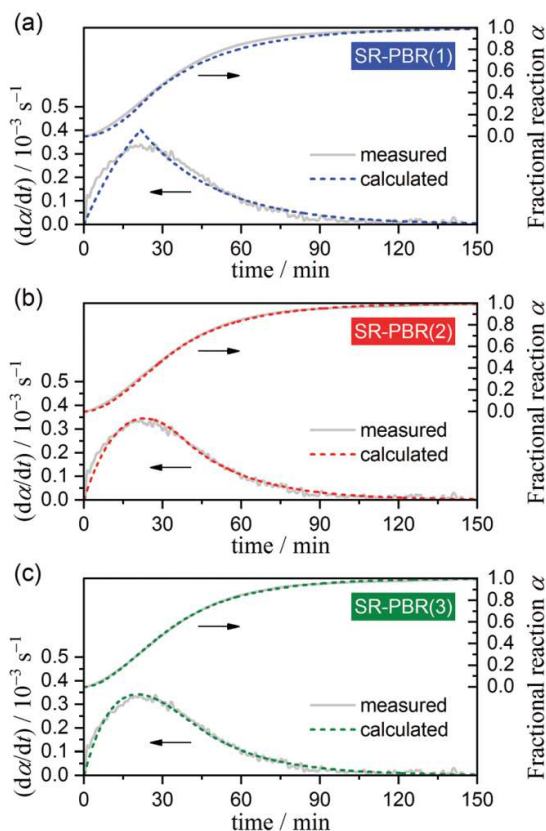 (a)
SR-PBR(1)
1.0
0.8
0.6
0.4
0.2
0.0
Fractional reaction α
0.5
0.4
0.3
0.2
0.1
0.0
(dα/dt) / 10⁻³ s⁻¹
measured
calculated
0 30 60 90 120 150
time / min
(b)
SR-PBR(2)
1.0
0.8
0.6
0.4
0.2
0.0
Fractional reaction α
0.5
0.4
0.3
0.2
0.1
0.0
(dα/dt) / 10⁻³ s⁻¹
measured
calculated
0 30 60 90 120 150
time / min
(c)
SR-PBR(3)
1.0
0.8
0.6
0.4
0.2
0.0
Fractional reaction α
0.5
0.4
0.3
0.2
0.1
0.0
(dα/dt) / 10⁻³ s⁻¹
measured
calculated
0 30 60 90 120 150
time / min